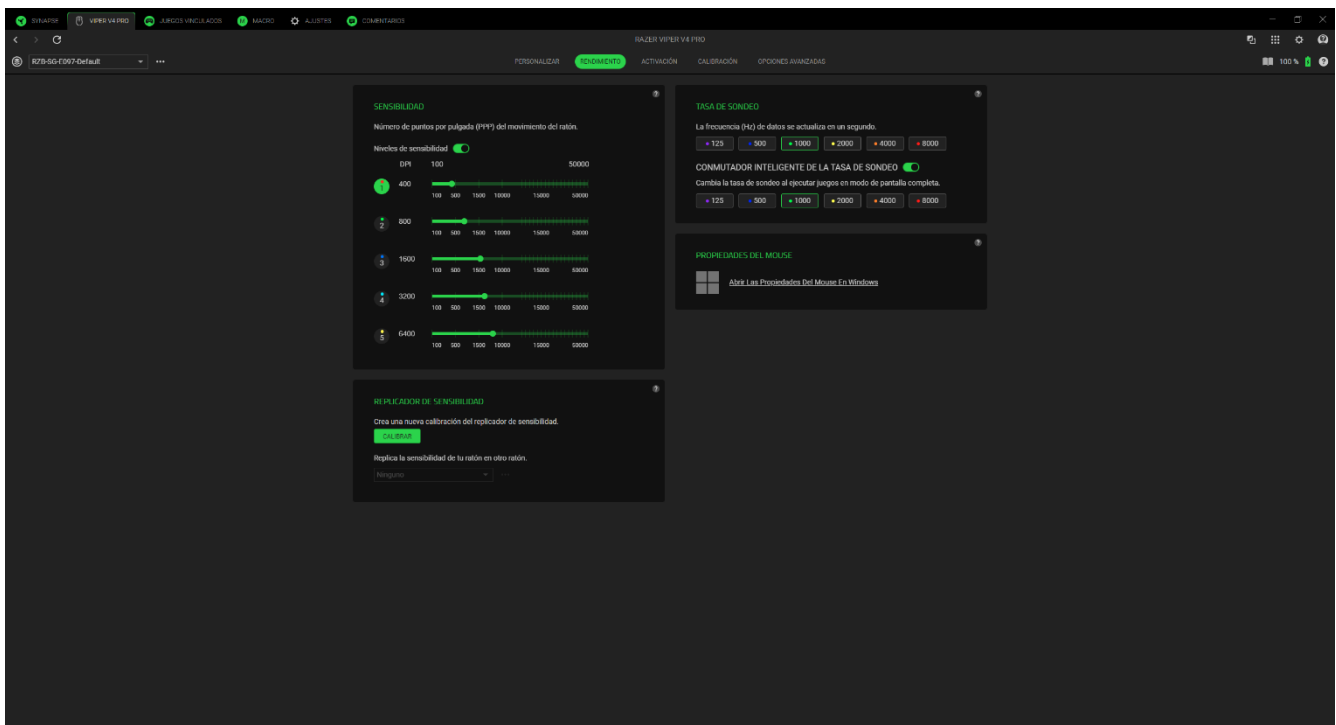 SYNAPSE VIPER V4 PRO JUEGOS VINCULADOS MACRO AJUSTES COMENTARIOS
RAZER VIPER V4 PRO
RZB-SG-E097-Default
PERSONALIZAR RENDIMIENTO ACTIVACIÓN CALIBRACIÓN OPCIONES AVANZADAS
100 %
SENSIBILIDAD
Número de puntos por pulgada (PPP) del movimiento del ratón.
Niveles de sensibilidad
DPI 100 50000
1 400
100 500 1500 10000 15000 50000
2 800
100 500 1500 10000 15000 50000
3 1600
100 500 1500 10000 15000 50000
4 3200
100 500 1500 10000 15000 50000
5 6400
100 500 1500 10000 15000 50000
REPLICADOR DE SENSIBILIDAD
Crea una nueva calibración del replicador de sensibilidad.
CALIBRAR
Replica la sensibilidad de tu ratón en otro ratón.
Ninguno
TASA DE SONDEO
La frecuencia (Hz) de datos se actualiza en un segundo.
125 500 1000 2000 4000 8000
CONMUTADOR INTELIGENTE DE LA TASA DE SONDEO
Cambia la tasa de sondeo al ejecutar juegos en modo de pantalla completa.
125 500 1000 2000 4000 8000
PROPIEDADES DEL MOUSE
Abrir Las Propiedades Del Mouse En Windows